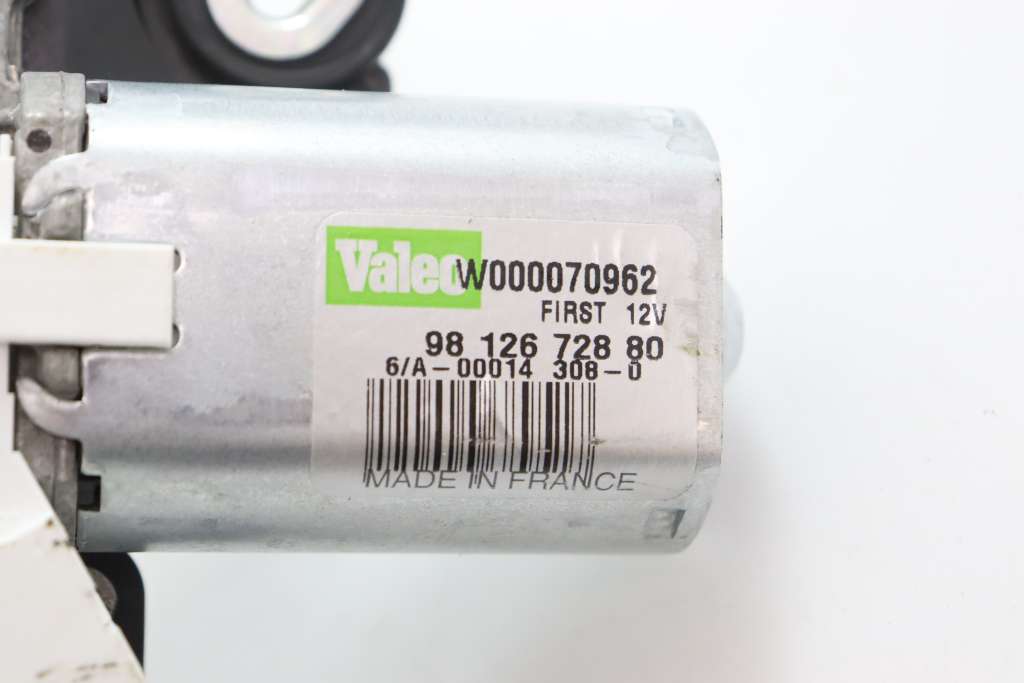 Valeo W000070962
FIRST 12V
98 126 728 80
6/A-00014 308-0
MADE IN FRANCE